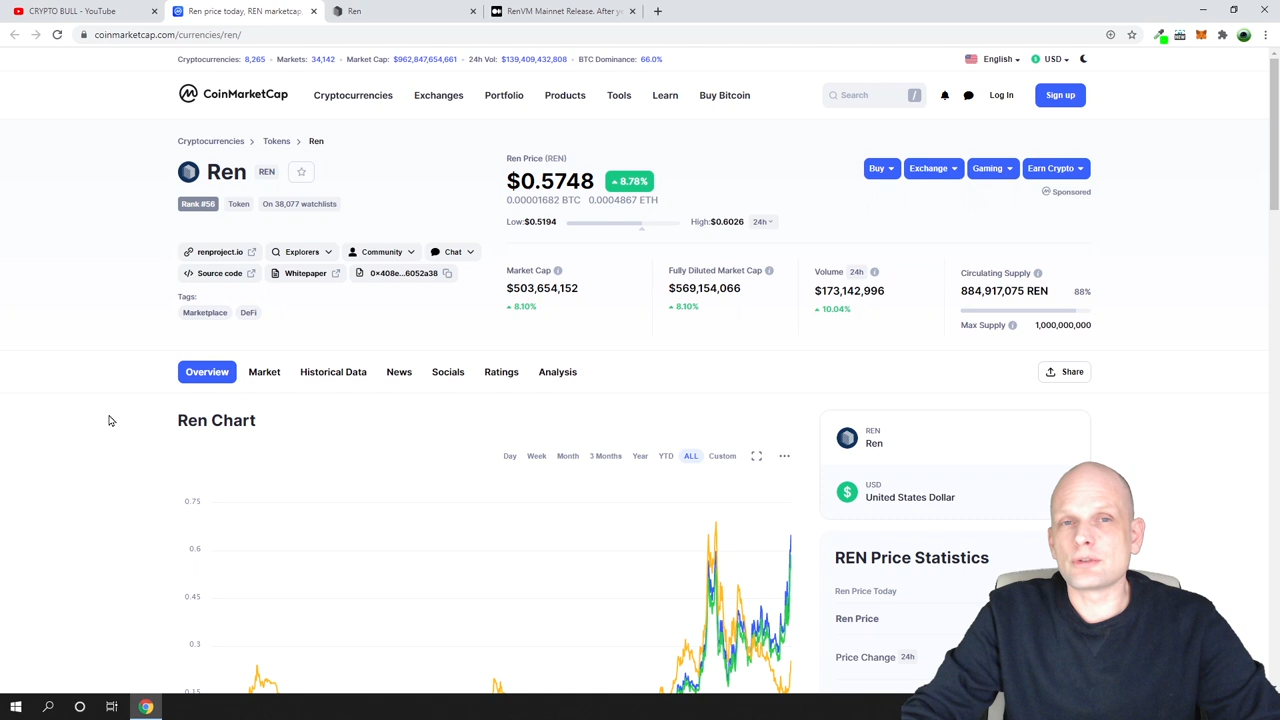 CRYPTO BULL - YouTube
Ren price today, REN marketcap,
Ren
RenVM Mainnet Release. After y
coinmarketcap.com/currencies/ren/
Cryptocurrencies: 8,265 Markets: 34,142 Market Cap: $962,847,654,661 24h Vol: $139,409,432,808 BTC Dominance: 66.0%
English USD
CoinMarketCap Cryptocurrencies Exchanges Portfolio Products Tools Learn Buy Bitcoin Search / Log In Sign up
Cryptocurrencies > Tokens > Ren
Ren REN
Rank #56 Token On 38,077 watchlists
renproject.io Explorers Community Chat
Source code Whitepaper 0x408e...6052a38
Tags:
Marketplace DeFi
Ren Price (REN)
$0.5748 8.78%
0.00001682 BTC 0.0004867 ETH
Low:$0.5194 High:$0.6026 24h
Buy Exchange Gaming Earn Crypto
Sponsored
Market Cap
$503,654,152
8.10%
Fully Diluted Market Cap
$569,154,066
8.10%
Volume 24h
$173,142,996
10.04%
Circulating Supply
884,917,075 REN 88%
Max Supply 1,000,000,000
Overview Market Historical Data News Socials Ratings Analysis Share
Ren Chart
Day Week Month 3 Months Year YTD ALL Custom
0.75
0.6
0.45
0.3
0.15
REN
Ren
USD
United States Dollar
REN Price Statistics
Ren Price Today
Ren Price
Price Change 24h